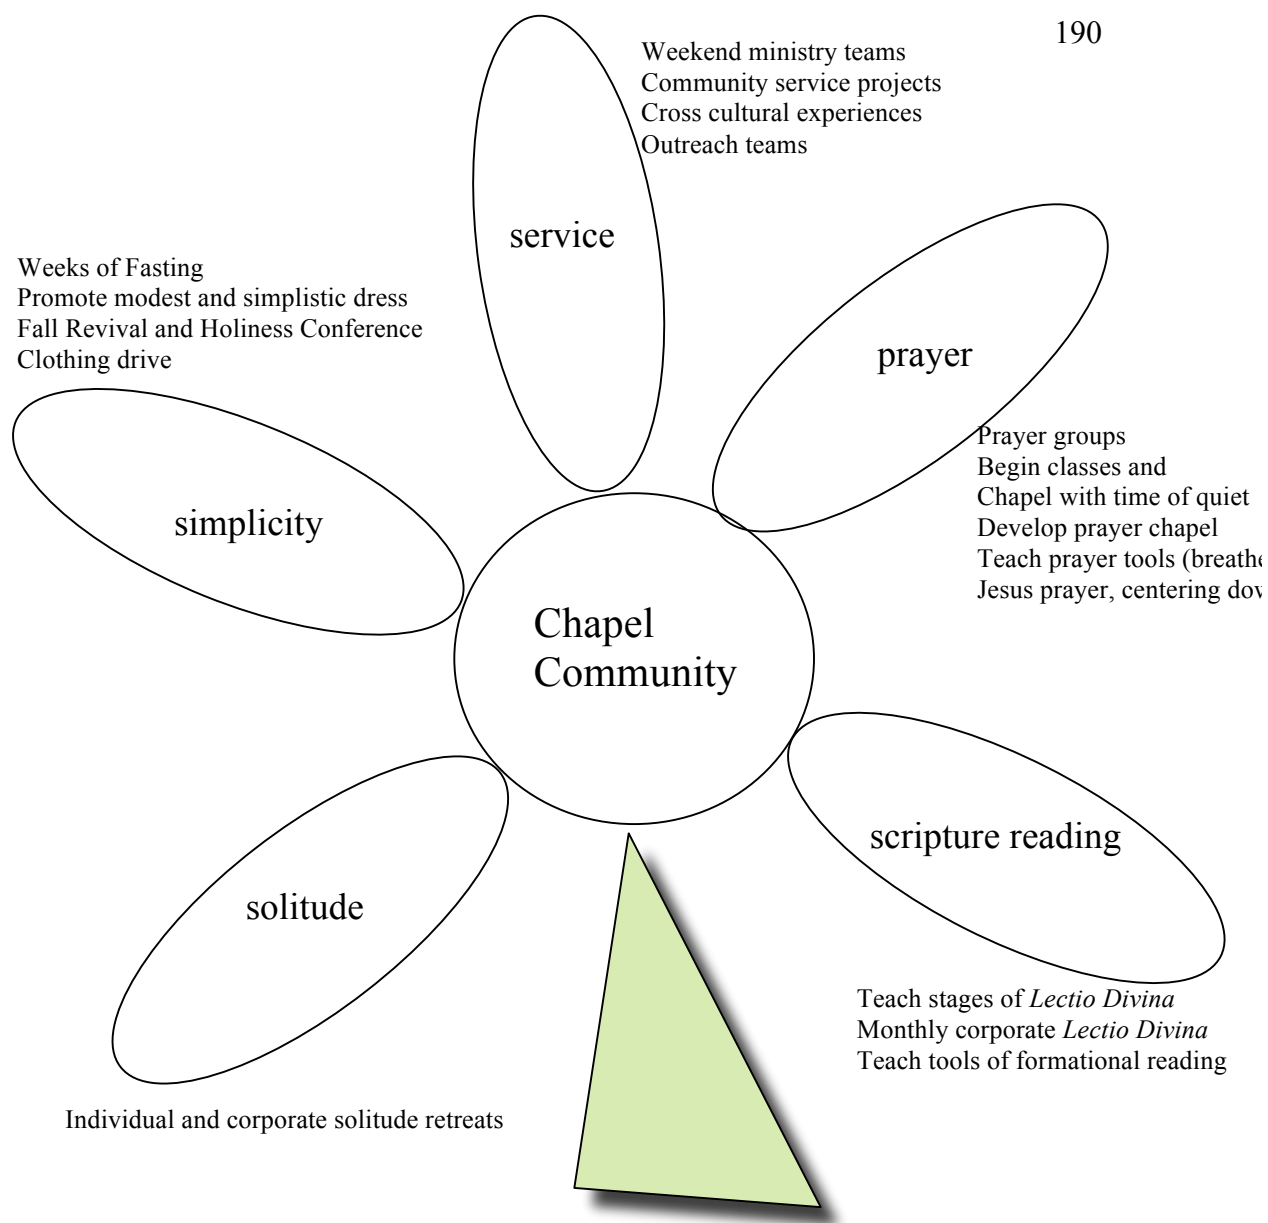 190
Weekend ministry teams
Community service projects
Cross cultural experiences
Outreach teams
service
Weeks of Fasting
Promote modest and simplistic dress
Fall Revival and Holiness Conference
Clothing drive
prayer
Prayer groups
Begin classes and
Chapel with time of quiet
Develop prayer chapel
Teach prayer tools (breathe
Jesus prayer, centering dow
simplicity
Chapel
Community
scripture reading
Teach stages of Lectio Divina
Monthly corporate Lectio Divina
Teach tools of formational reading
solitude
Individual and corporate solitude retreats